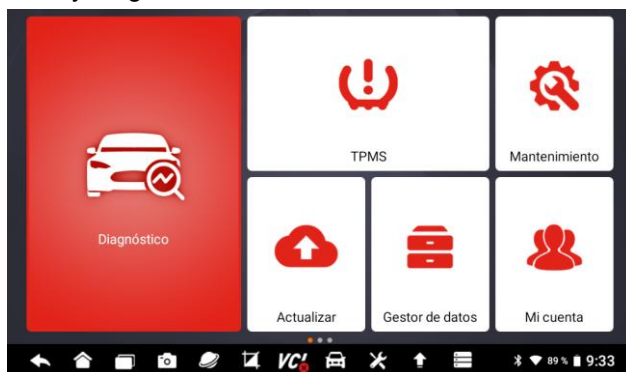 TPMS
Mantenimiento
Diagnóstico
Actualizar
Gestor de datos
Mi cuenta
VCI
89 %
9:33